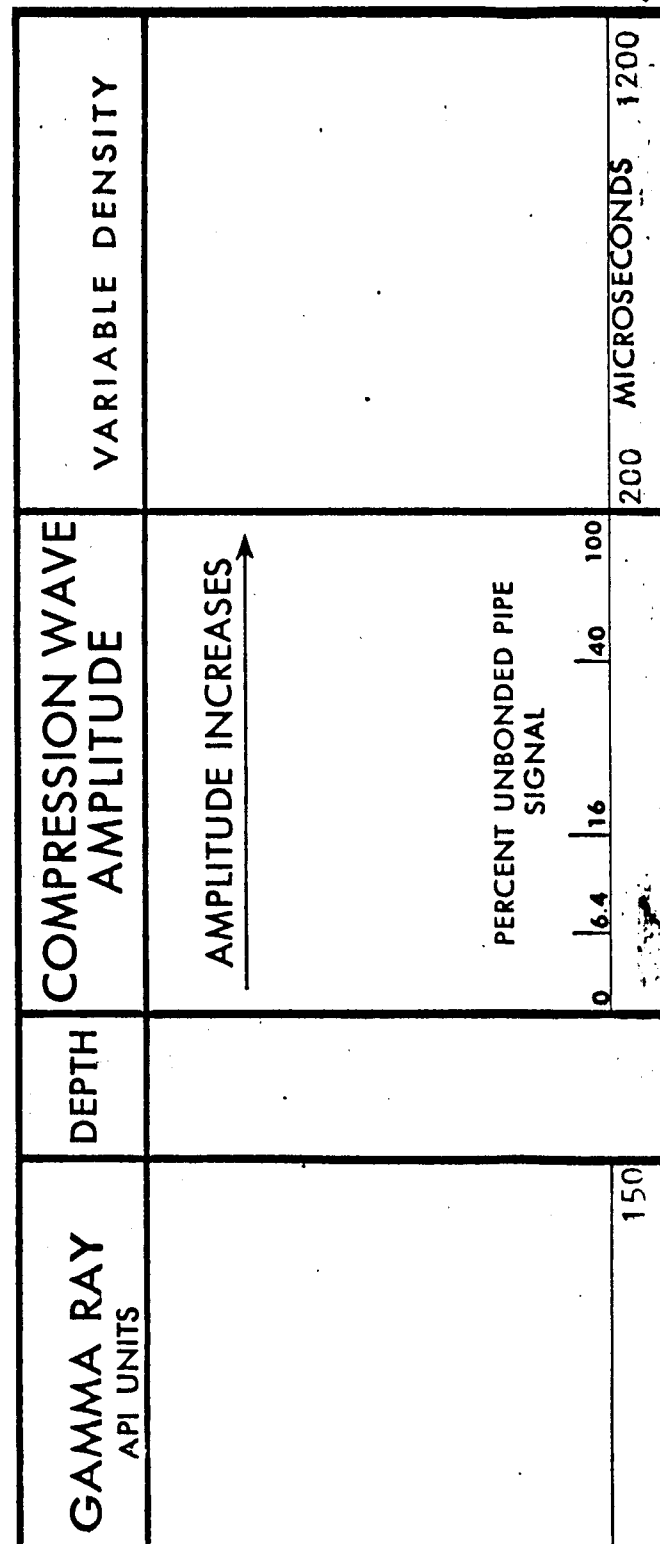 GAMMA RAY
API UNITS
150
DEPTH
COMPRESSION WAVE
AMPLITUDE
AMPLITUDE INCREASES
PERCENT UNBONDED PIPE
SIGNAL
0 6.4 16 40 100
VARIABLE DENSITY
200 MICROSECONDS 1200